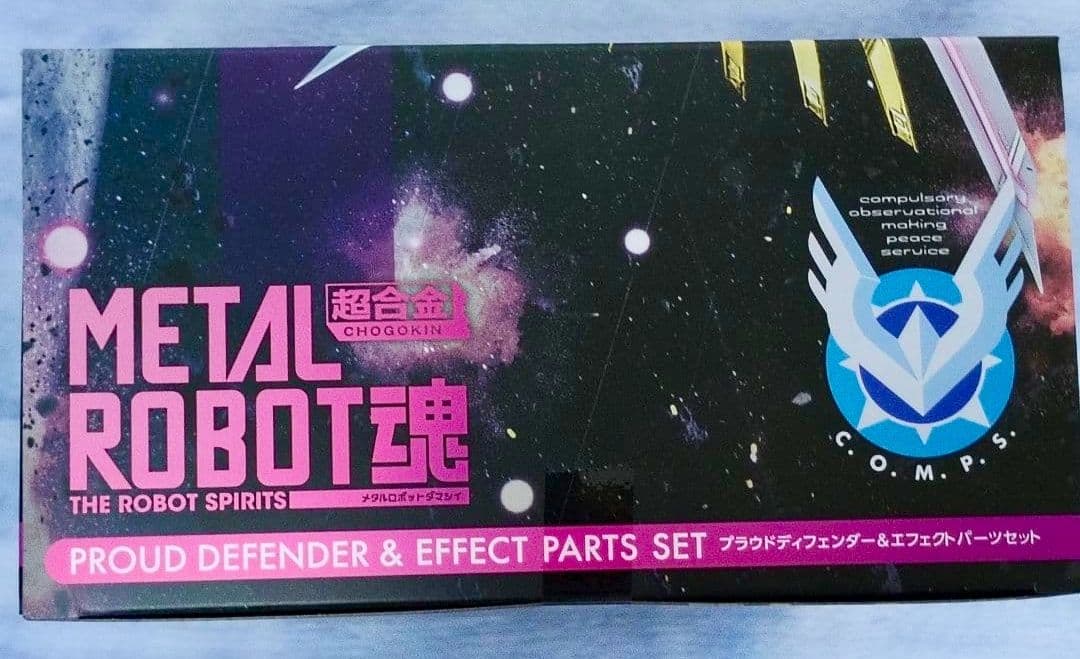 compulsory
observational
making
peace
service
METAL 超合金
CHOGOKIN
ROBOT魂
THE ROBOT SPIRITS メタルロボットダマシイ
C.O.M.P.S.
PROUD DEFENDER & EFFECT PARTS SET プラウドディフェンダー&エフェクトパーツセット